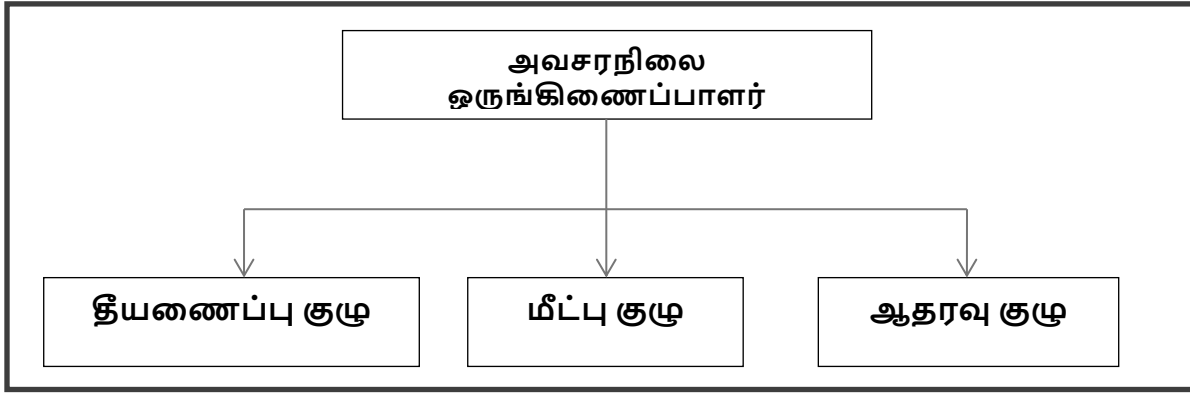 அவசரநிலை
ஒருங்கிணைப்பாளர்
தீயணைப்பு குழு
மீட்பு குழு
ஆதரவு குழு